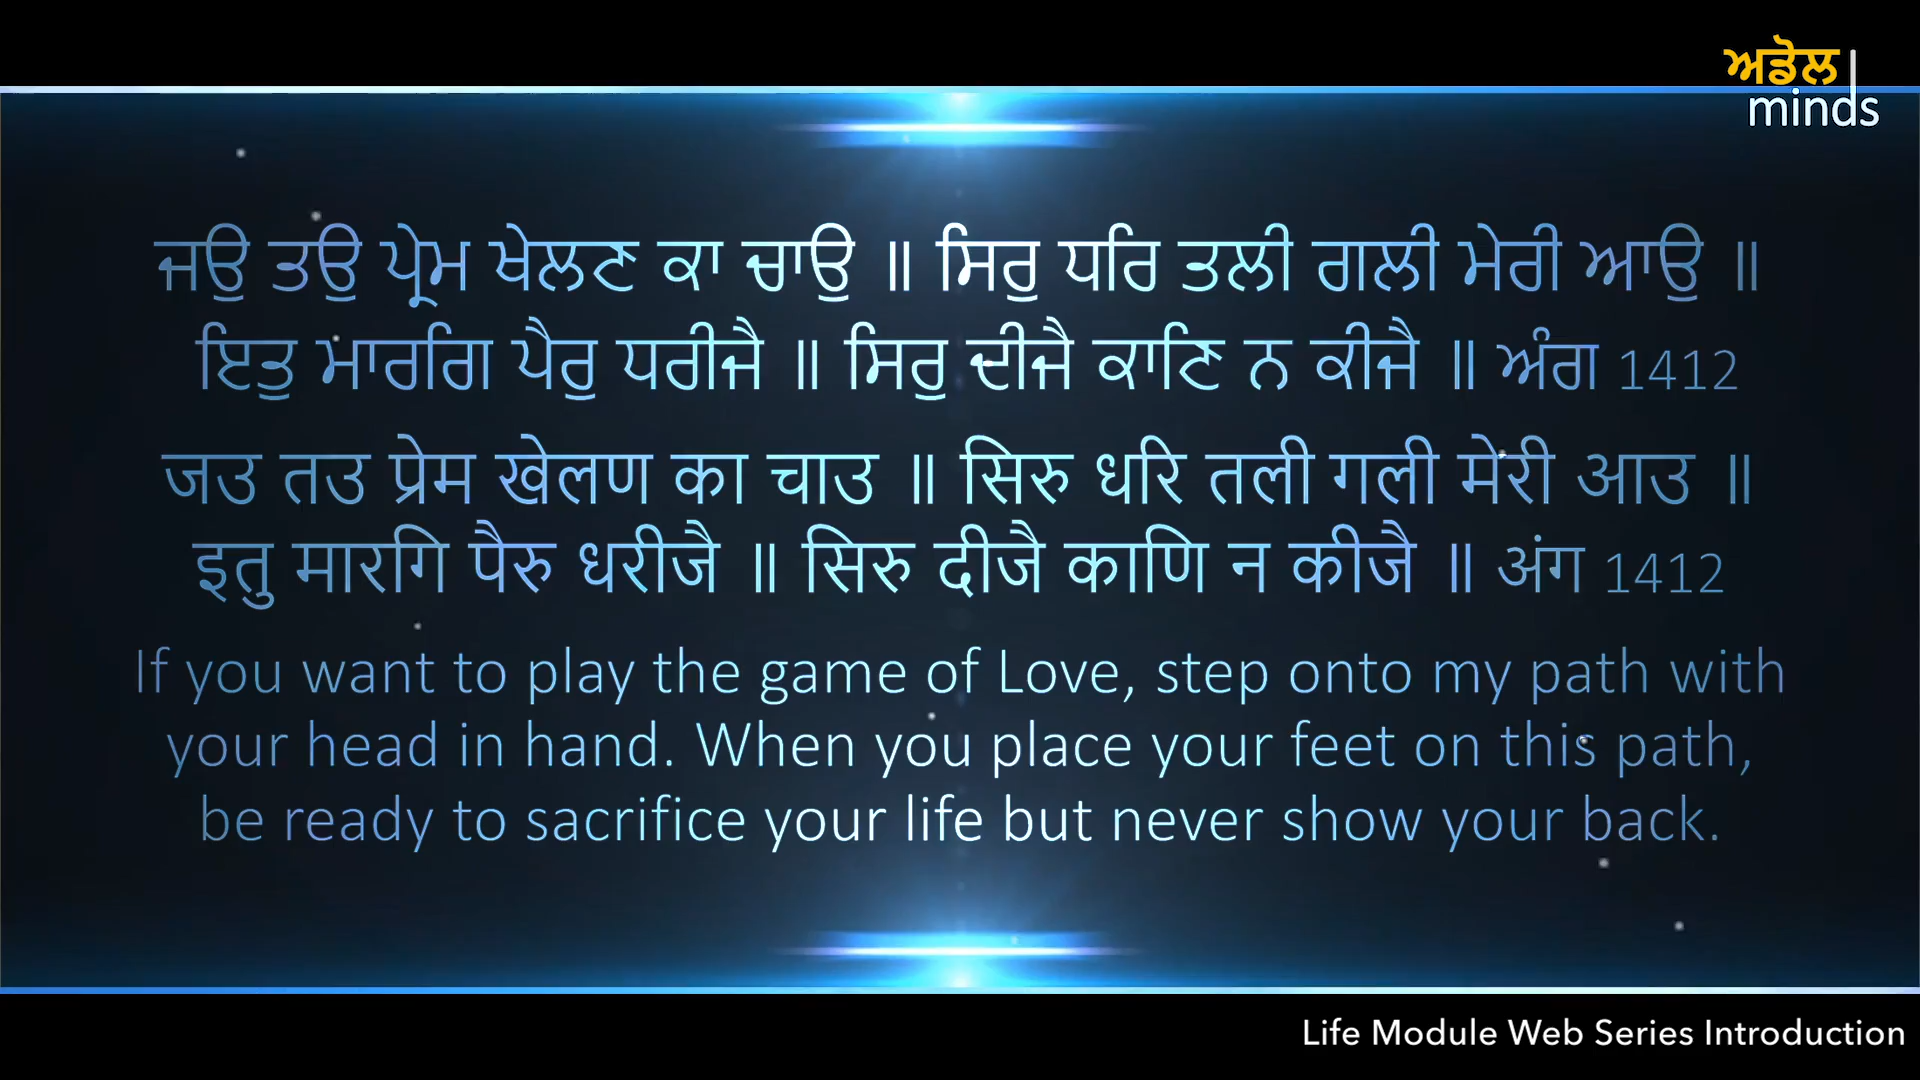 ਅਡੋਲ
minds
ਜਉ ਤਉ ਪ੍ਰੇਮ ਖੇਲਣ ਕਾ ਚਾਉ ॥ ਸਿਰੁ ਧਰਿ ਤਲੀ ਗਲੀ ਮੇਰੀ ਆਉ ॥
ਇਤੁ ਮਾਰਗਿ ਪੈਰੁ ਧਰੀਜੈ ॥ ਸਿਰੁ ਦੀਜੈ ਕਾਣਿ ਨ ਕੀਜੈ ॥ ਅੰਗ 1412
जउ तउ प्रेम खेलण का चाउ ॥ सिरु धरि तली गली मेरी आउ ॥
इतु मारगि पैरु धरीजै ॥ सिरु दीजै काणि न कीजै ॥ अंग 1412
If you want to play the game of Love, step onto my path with
your head in hand. When you place your feet on this path,
be ready to sacrifice your life but never show your back.
Life Module Web Series Introduction